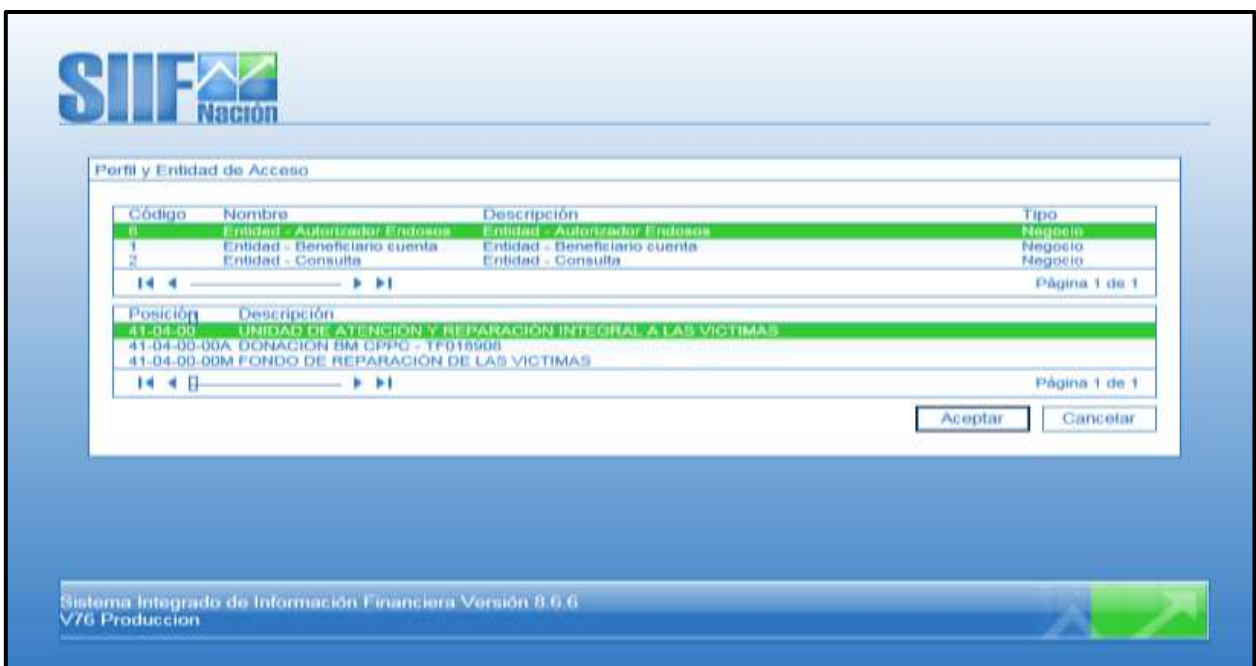 SIIF
Nación
Perfil y Entidad de Acceso
Código Nombre Descripción Tipo
6 Entidad - Autorizador Endosos Entidad - Autorizador Endosos Negocio
1 Entidad - Beneficiario cuenta Entidad - Beneficiario cuenta Negocio
2 Entidad - Consulta Entidad - Consulta Negocio
Página 1 de 1
Posición Descripción
41-04-00 UNIDAD DE ATENCIÓN Y REPARACIÓN INTEGRAL A LAS VICTIMAS
41-04-00-00A DONACION BM CPPC - TF018906
41-04-00-00M FONDO DE REPARACIÓN DE LAS VICTIMAS
Página 1 de 1
Aceptar Cancelar
Sistema Integrado de Información Financiera Versión 8.6.6
V76 Produccion